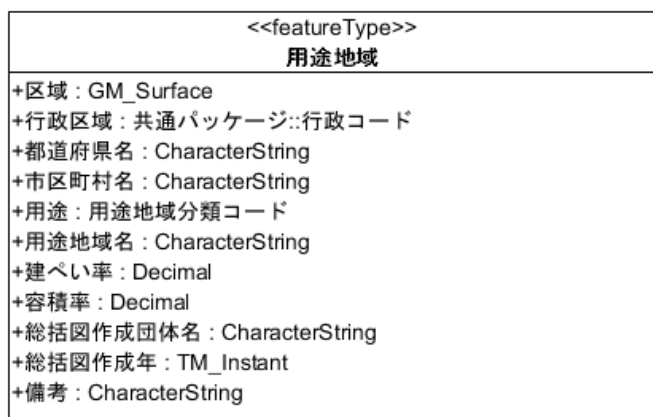 <<featureType>>
用途地域
+区域 : GM_Surface
+行政区域 : 共通パッケージ::行政コード
+都道府県名 : CharacterString
+市区町村名 : CharacterString
+用途 : 用途地域分類コード
+用途地域名 : CharacterString
+建ぺい率 : Decimal
+容積率 : Decimal
+総括図作成団体名 : CharacterString
+総括図作成年 : TM_Instant
+備考 : CharacterString